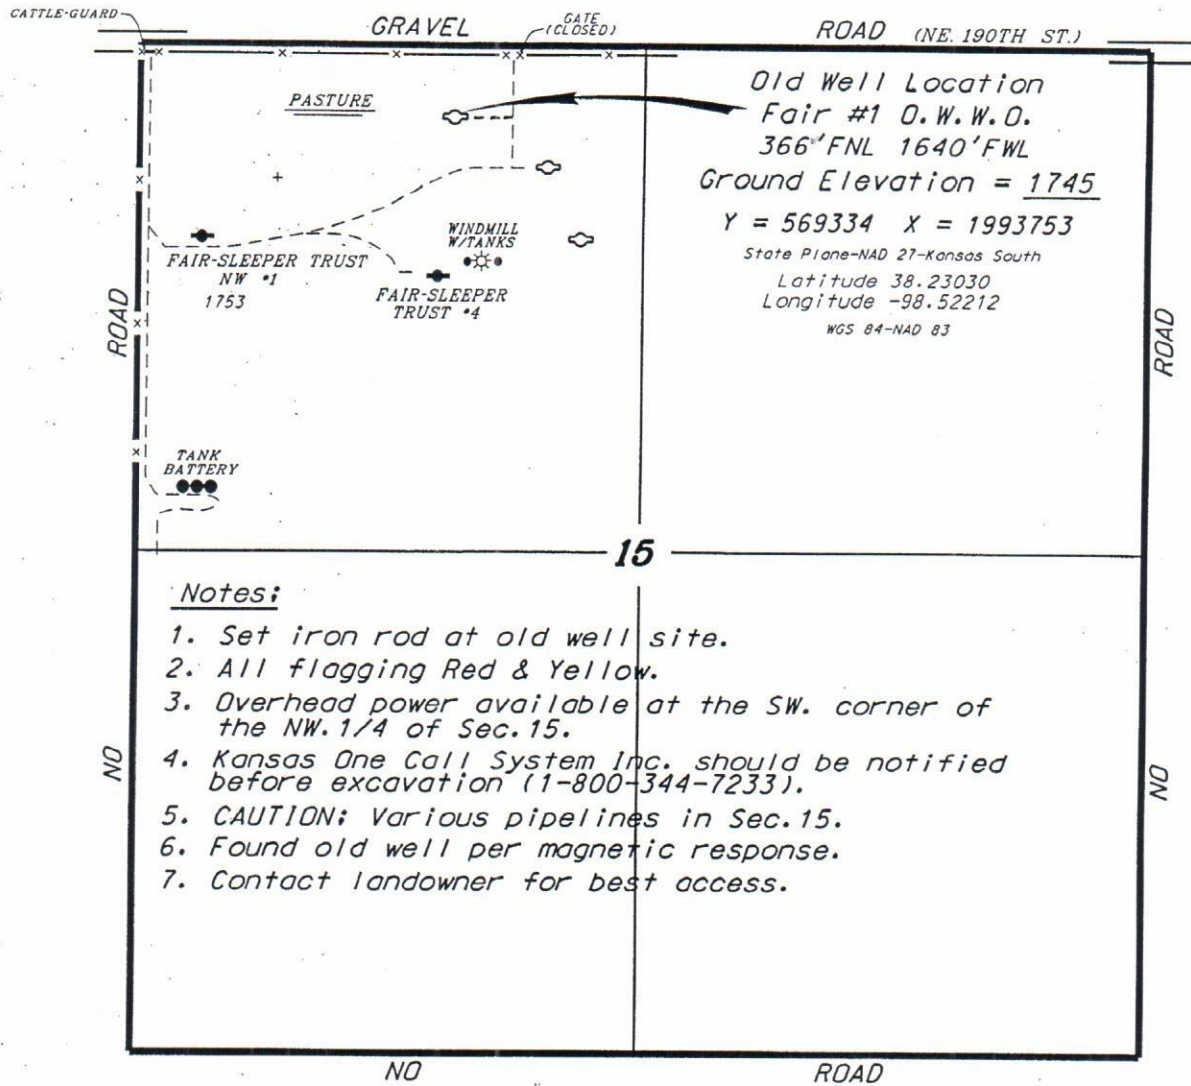 CATTLE-GUARD
GRAVEL
GATE
(CLOSED)
ROAD (NE. 190TH ST.)
PASTURE
Old Well Location
Fair #1 O.W.W.O.
366'FNL 1640'FWL
Ground Elevation = 1745
Y = 569334 X = 1993753
State Plane-NAD 27-Kansas South
Latitude 38.23030
Longitude -98.52212
WGS 84-NAD 83
WINDMILL
W/TANKS
FAIR-SLEEPER TRUST
NW #1
1753
FAIR-SLEEPER
TRUST #4
ROAD
ROAD
TANK
BATTERY
15
Notes:
1. Set iron rod at old well site.
2. All flagging Red & Yellow.
3. Overhead power available at the SW. corner of
the NW.1/4 of Sec.15.
4. Kansas One Call System Inc. should be notified
before excavation (1-800-344-7233).
5. CAUTION: Various pipelines in Sec.15.
6. Found old well per magnetic response.
7. Contact landowner for best access.
NO
NO
NO
ROAD